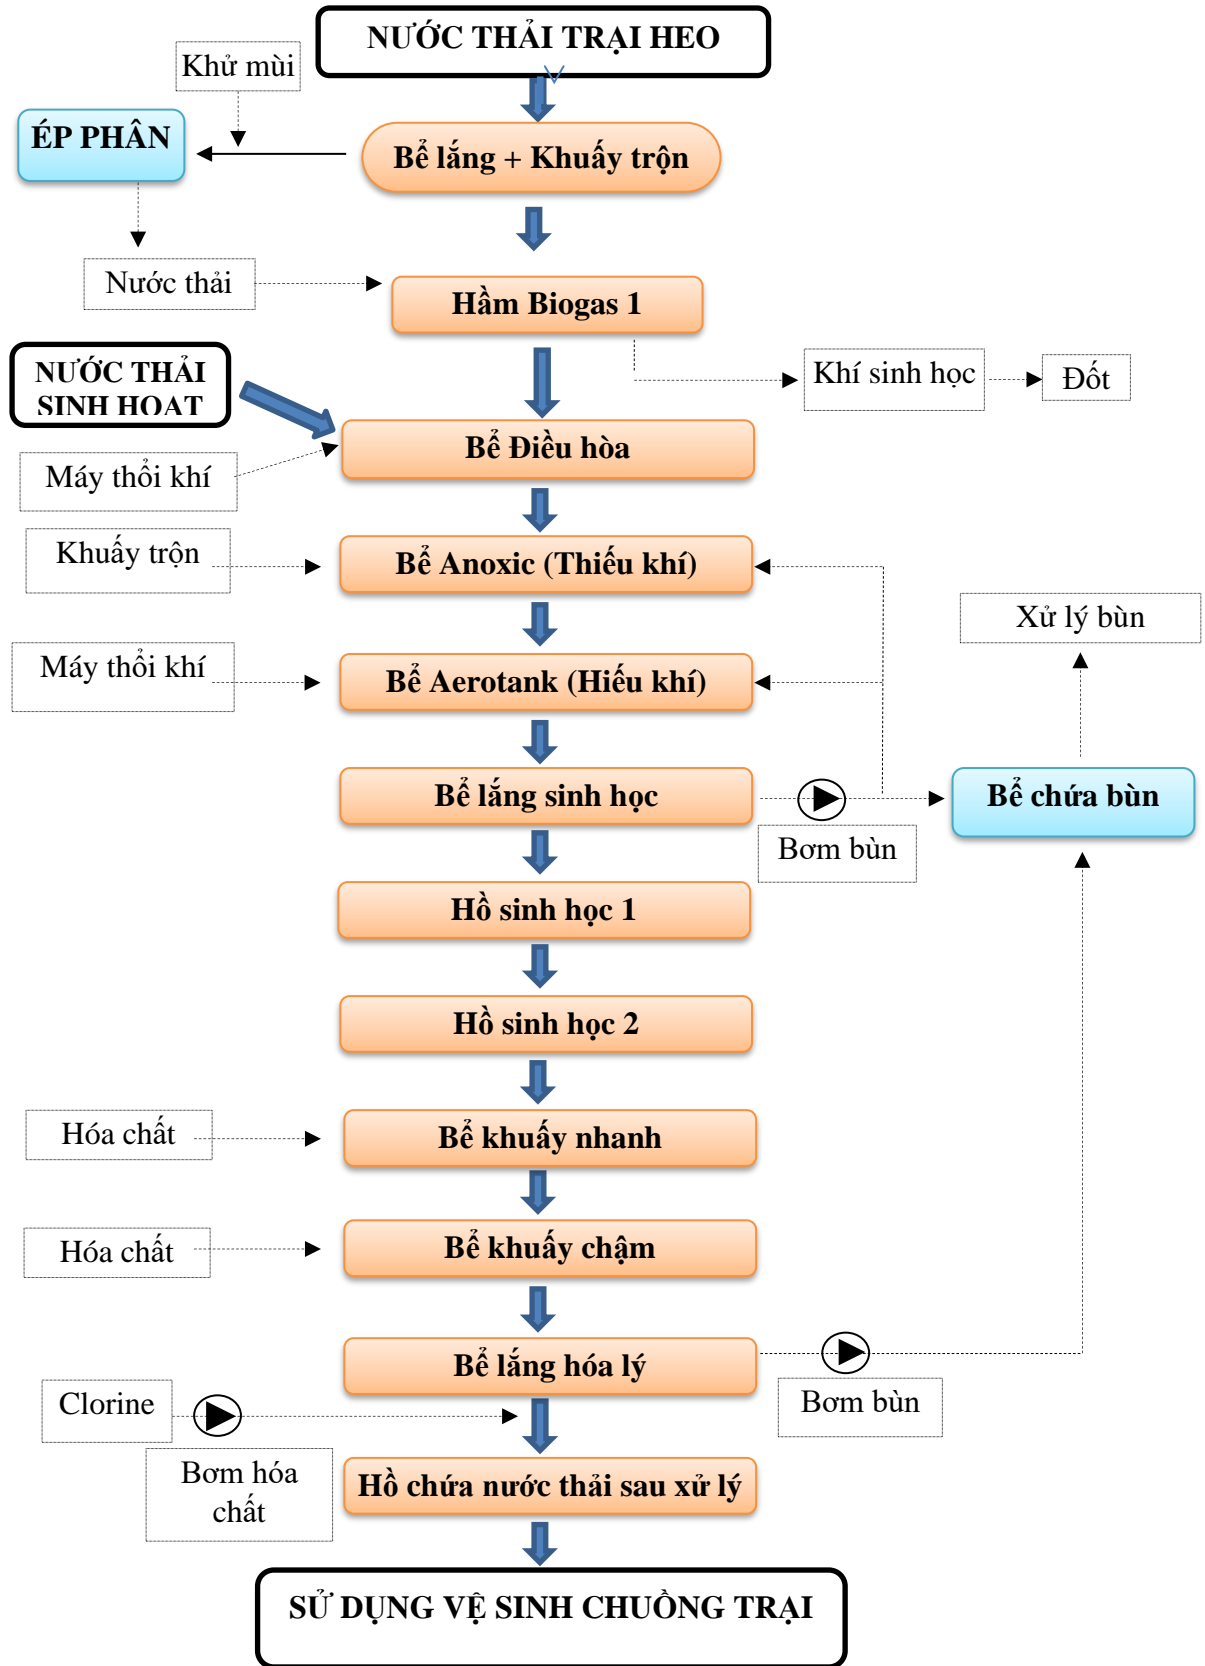 NƯỚC THẢI TRẠI HEO
Khử mùi
ÉP PHÂN
Bể lắng + Khuấy trộn
Nước thải
Hầm Biogas 1
NƯỚC THẢI
SINH HOẠT
Khí sinh học
Đốt
Bể Điều hòa
Máy thổi khí
Khuấy trộn
Bể Anoxic (Thiếu khí)
Xử lý bùn
Máy thổi khí
Bể Aerotank (Hiếu khí)
Bể lắng sinh học
Bể chứa bùn
Bơm bùn
Hồ sinh học 1
Hồ sinh học 2
Hóa chất
Bể khuấy nhanh
Hóa chất
Bể khuấy chậm
Bể lắng hóa lý
Clorine
Bơm bùn
Bơm hóa
chất
Hồ chứa nước thải sau xử lý
SỬ DỤNG VỆ SINH CHUỒNG TRẠI